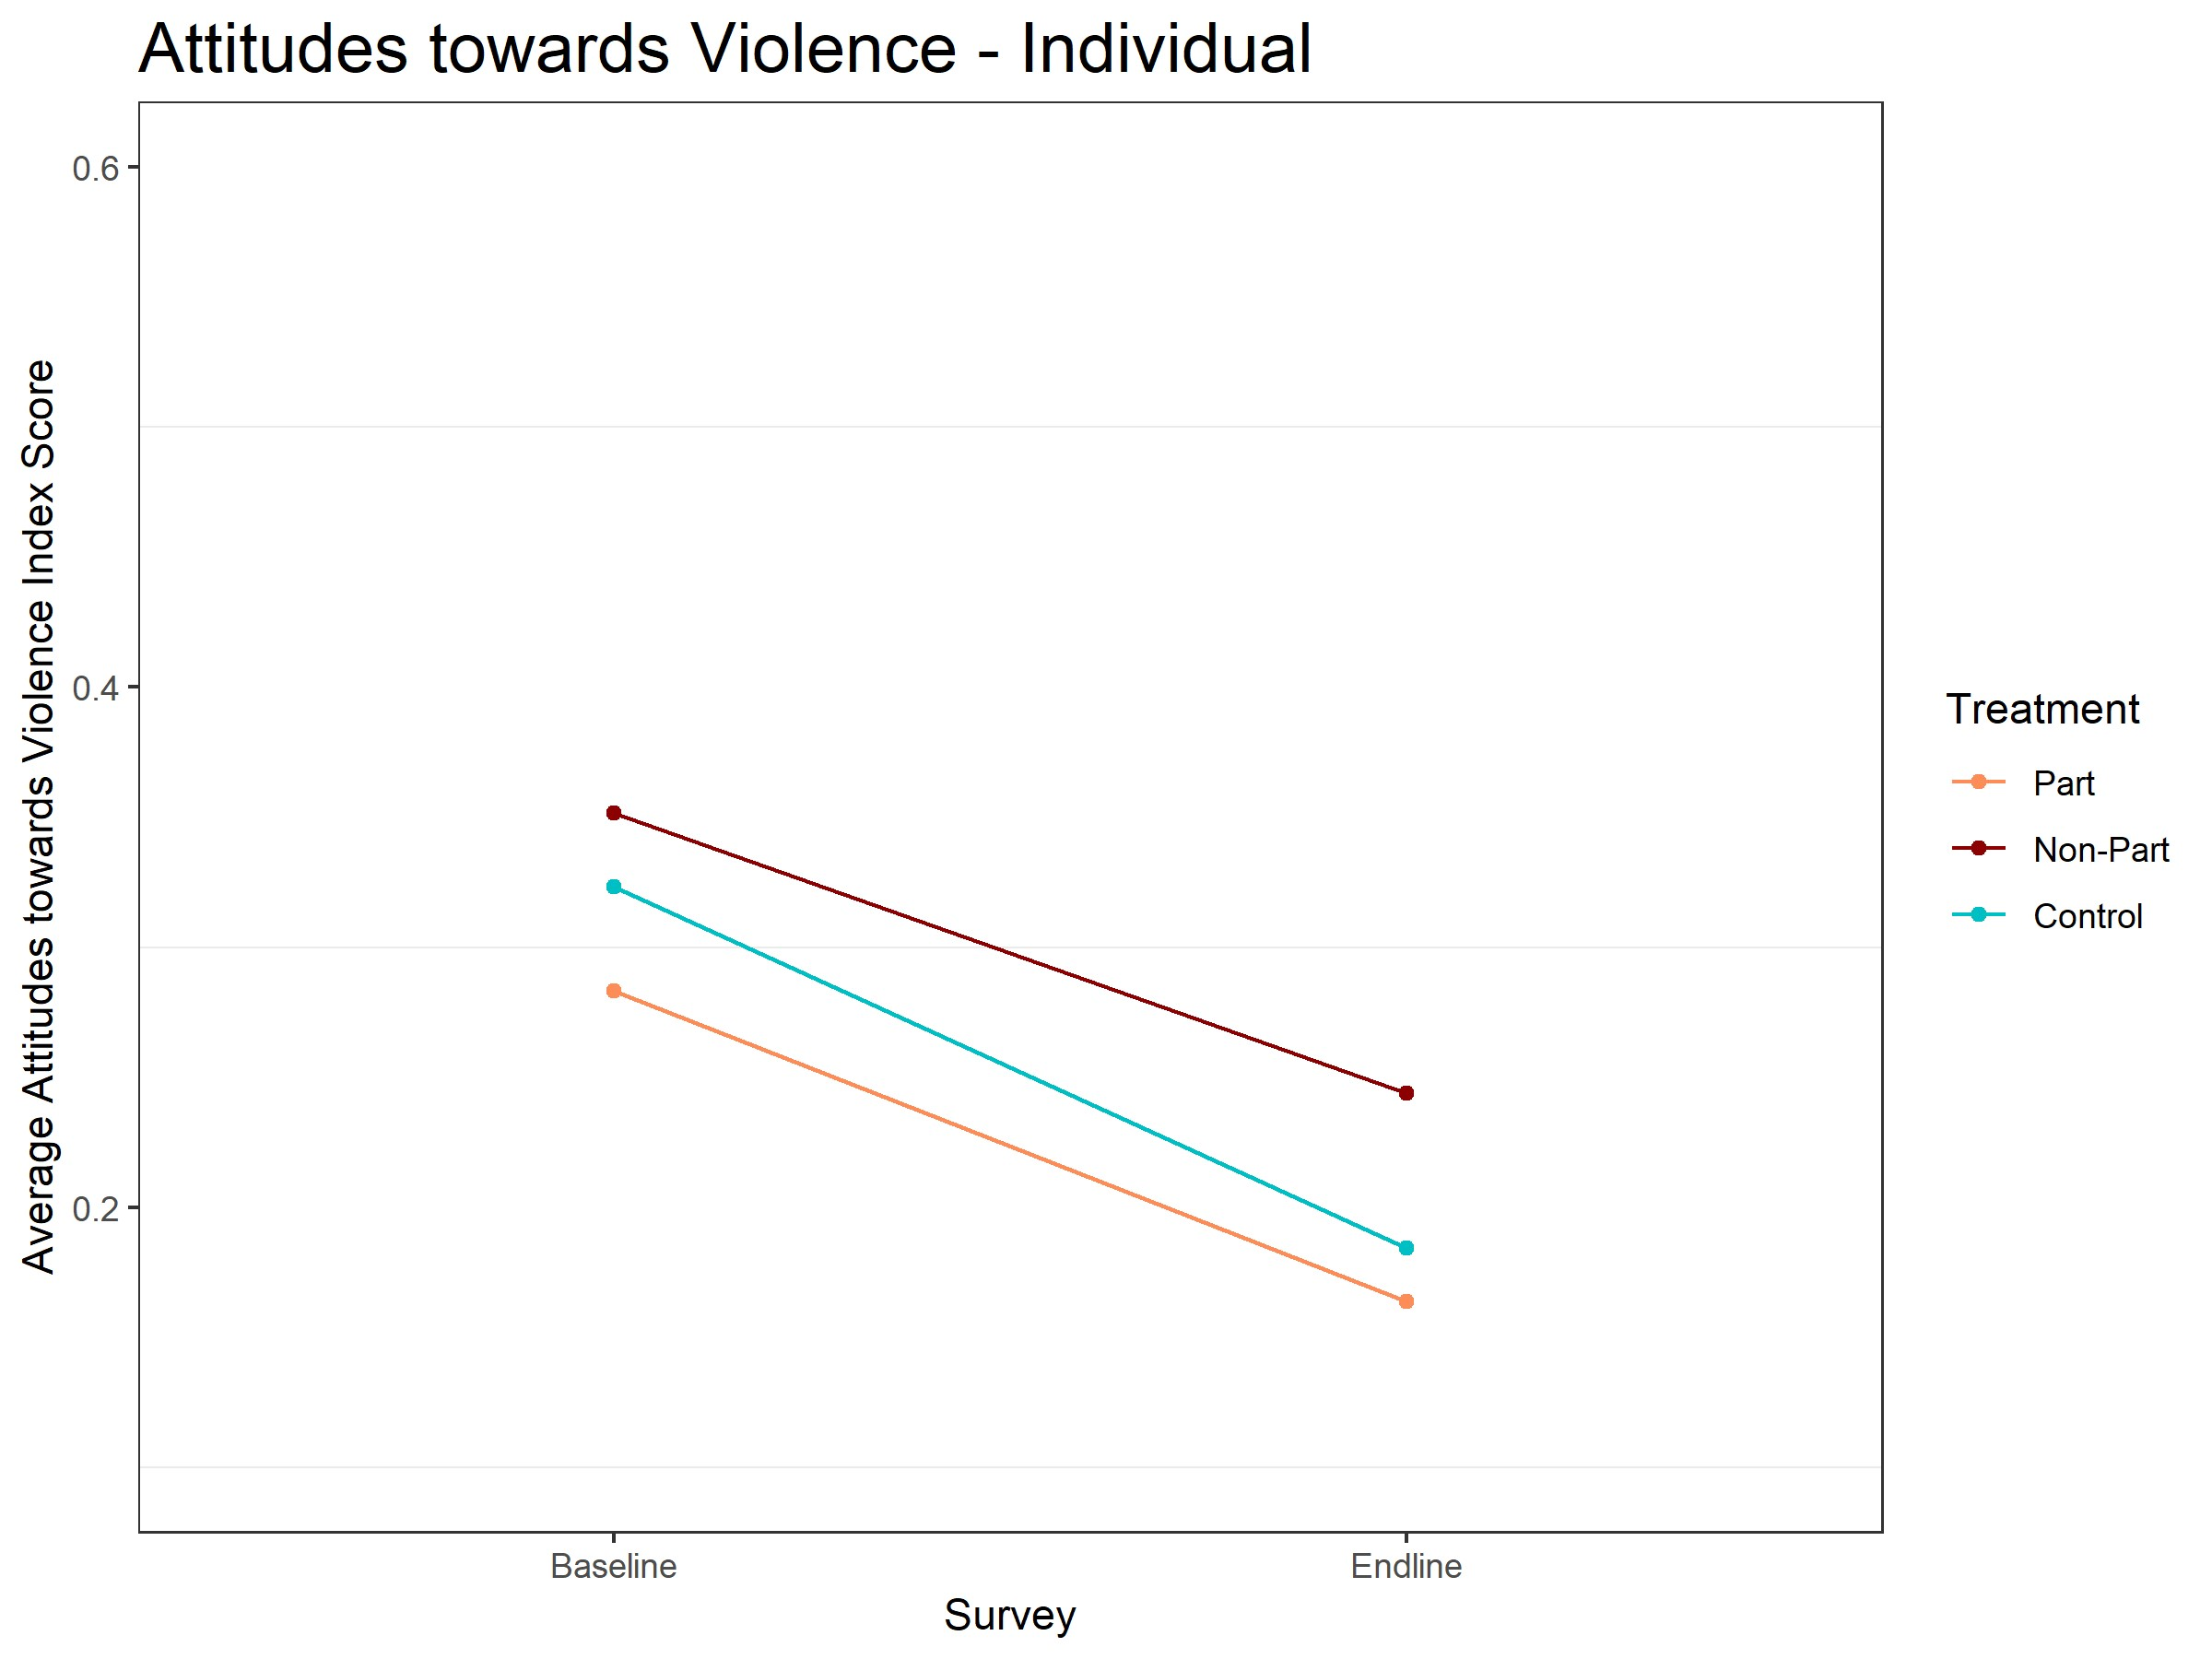 Attitudes towards Violence - Individual
Average Attitudes towards Violence Index Score
0.6
0.4
0.2
Baseline
Endline
Survey
Treatment
Part
Non-Part
Control